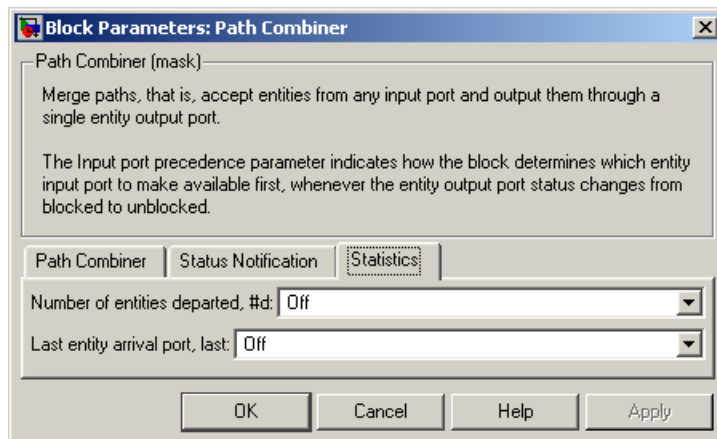 Block Parameters: Path Combiner
Path Combiner (mask)
Merge paths, that is, accept entities from any input port and output them through a
single entity output port.
The Input port precedence parameter indicates how the block determines which entity
input port to make available first, whenever the entity output port status changes from
blocked to unblocked.
Path Combiner Status Notification Statistics
Number of entities departed, #d: Off
Last entity arrival port, last: Off
OK Cancel Help Apply